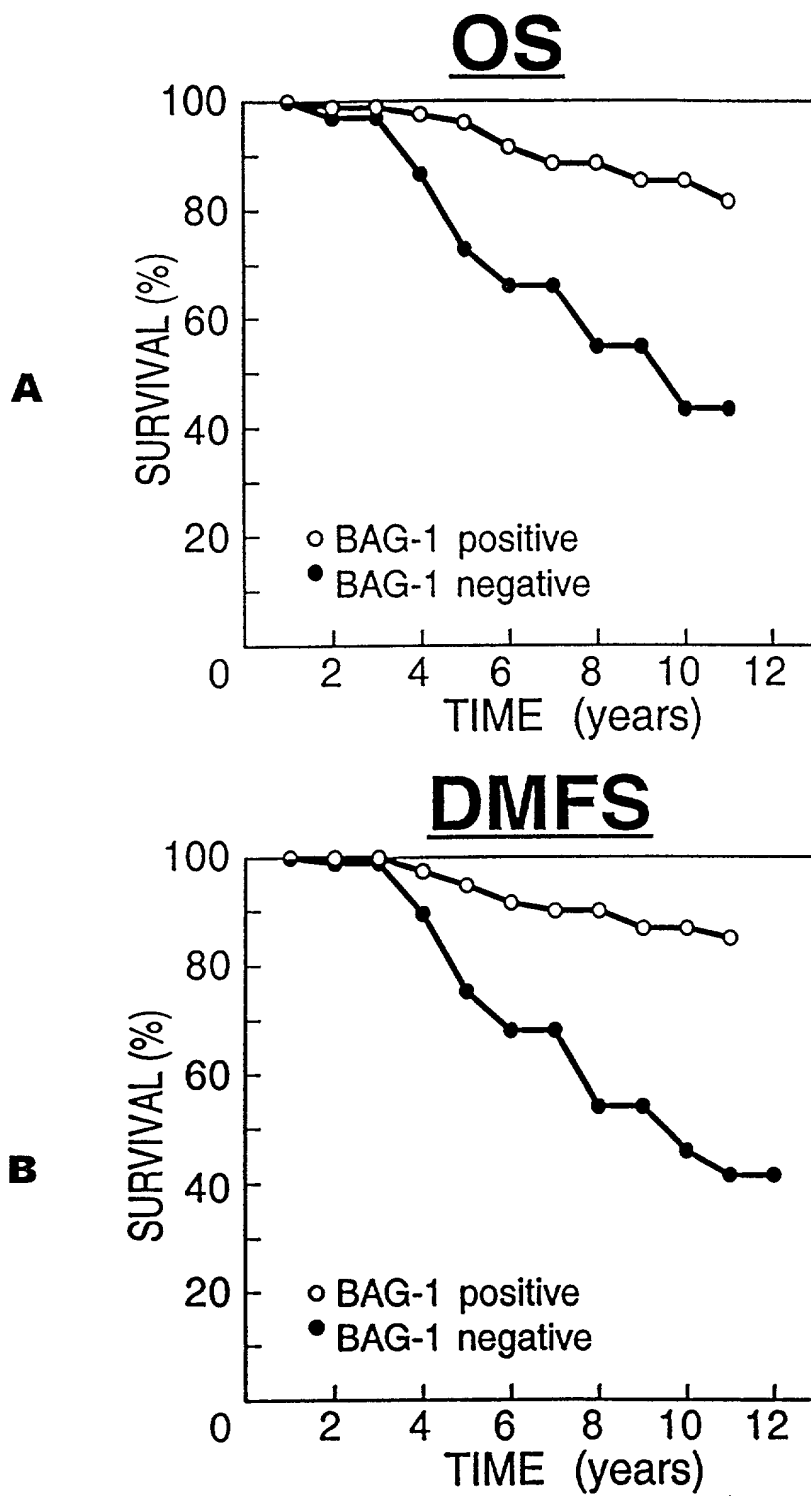 OS
100
80
60
40
20
0
SURVIVAL (%)
A
○ BAG-1 positive
● BAG-1 negative
2 4 6 8 10 12
TIME (years)
DMFS
100
80
60
40
20
0
SURVIVAL (%)
B
○ BAG-1 positive
● BAG-1 negative
2 4 6 8 10 12
TIME (years)